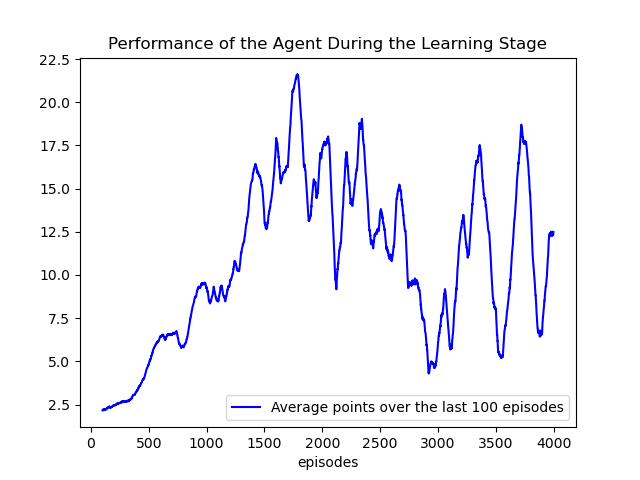 Performance of the Agent During the Learning Stage
22.5
20.0
17.5
15.0
12.5
10.0
7.5
5.0
2.5
Average points over the last 100 episodes
0 500 1000 1500 2000 2500 3000 3500 4000
episodes